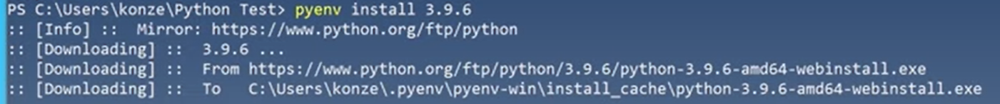 PS C:\Users\konze\Python Test> pyenv install 3.9.6
:: [Info] ::  Mirror: https://www.python.org/ftp/python
:: [Downloading] ::  3.9.6 ...
:: [Downloading] ::  From https://www.python.org/ftp/python/3.9.6/python-3.9.6-amd64-webinstall.exe
:: [Downloading] ::  To   C:\Users\konze\.pyenv\pyenv-win\install_cache\python-3.9.6-amd64-webinstall.exe